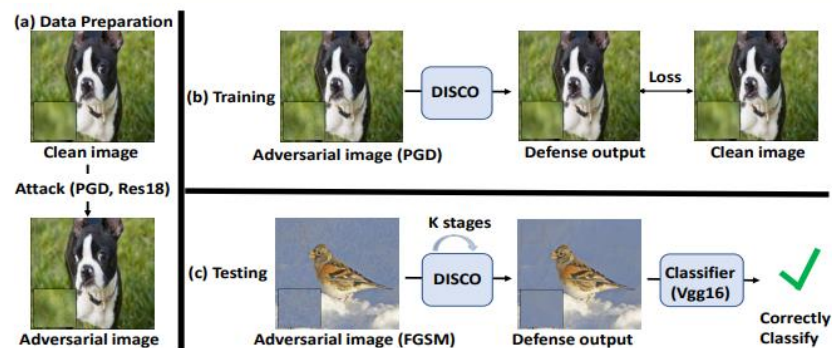 (a) Data Preparation
Clean image
Attack (PGD, Res18)
Adversarial image
(b) Training
DISCO
Loss
Adversarial image (PGD)
Defense output
Clean image
(c) Testing
K stages
DISCO
Classifier
(Vgg16)
Adversarial image (FGSM)
Defense output
Correctly
Classify